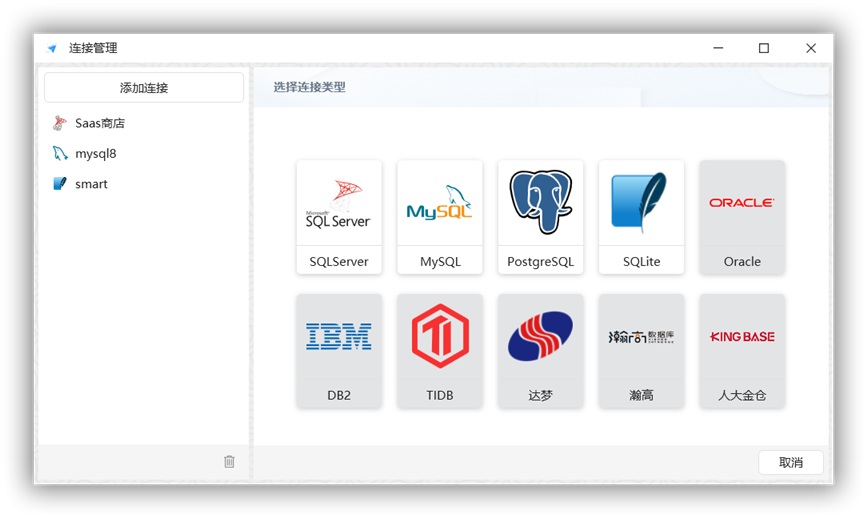 连接管理
添加连接
选择连接类型
Saas商店
mysql8
smart
Microsoft
SQL Server
MySQL
ORACLE
SQLServer
MySQL
PostgreSQL
SQLite
Oracle
IBM
TI
瀚高数据库
KINGBASE
DB2
TIDB
达梦
瀚高
人大金仓
取消